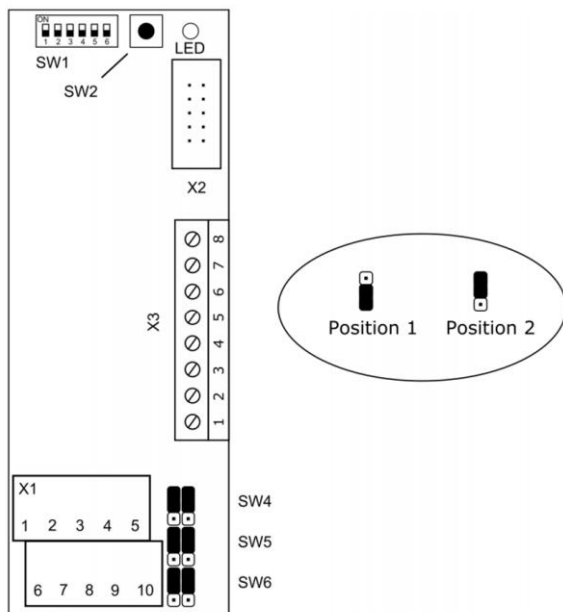 ON
1 2 3 4 5 6
LED
SW1
SW2
X2
8
7
6
5
4
3
2
1
X3
Position 1 Position 2
X1
1 2 3 4 5
6 7 8 9 10
SW4
SW5
SW6